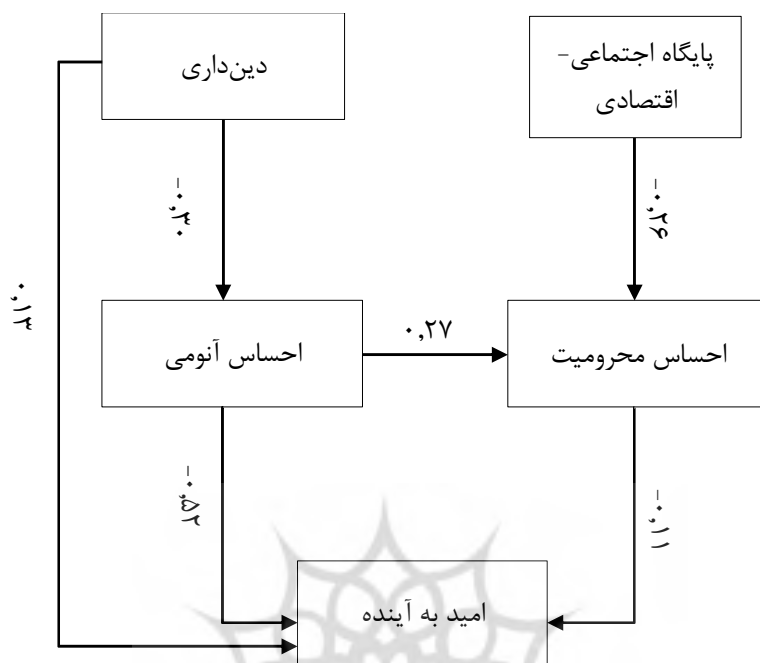 پایگاه اجتماعی-
اقتصادی
دین‌داری
-۰,۲۶
-۰,۳۰
۰,۱۳
احساس محرومیت
۰,۲۷
احساس آنومی
-۰,۱۱
-۰,۵۲
امید به آینده